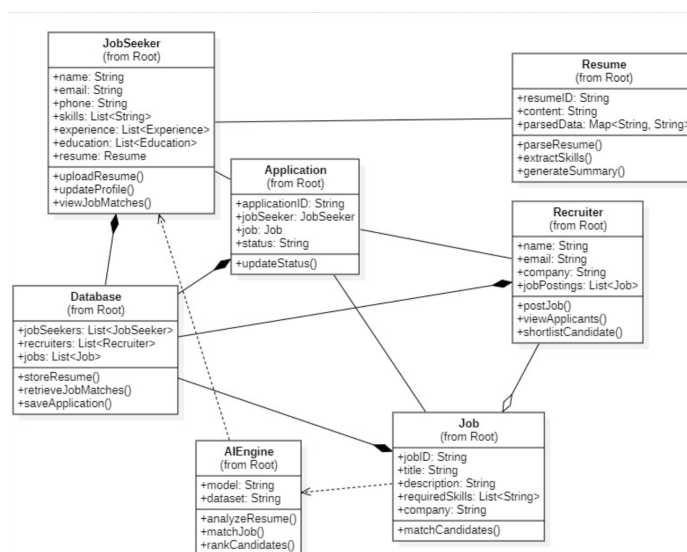 JobSeeker
(from Root)
+name: String
+email: String
+phone: String
+skills: List<String>
+experience: List<Experience>
+education: List<Education>
+resume: Resume
+uploadResume()
+updateProfile()
+viewJobMatches()
Resume
(from Root)
+resumeID: String
+content: String
+parsedData: Map<String, String>
+parseResume()
+extractSkills()
+generateSummary()
Application
(from Root)
+applicationID: String
+jobSeeker: JobSeeker
+job: Job
+status: String
+updateStatus()
Recruiter
(from Root)
+name: String
+email: String
+company: String
+jobPostings: List<Job>
+postJob()
+viewApplicants()
+shortlistCandidate()
Database
(from Root)
+jobSeekers: List<JobSeeker>
+recruiters: List<Recruiter>
+jobs: List<Job>
+storeResume()
+retrieveJobMatches()
+saveApplication()
Job
(from Root)
+jobID: String
+title: String
+description: String
+requiredSkills: List<String>
+company: String
+matchCandidates()
AIEngine
(from Root)
+model: String
+dataset: String
+analyzeResume()
+matchJob()
+rankCandidates()